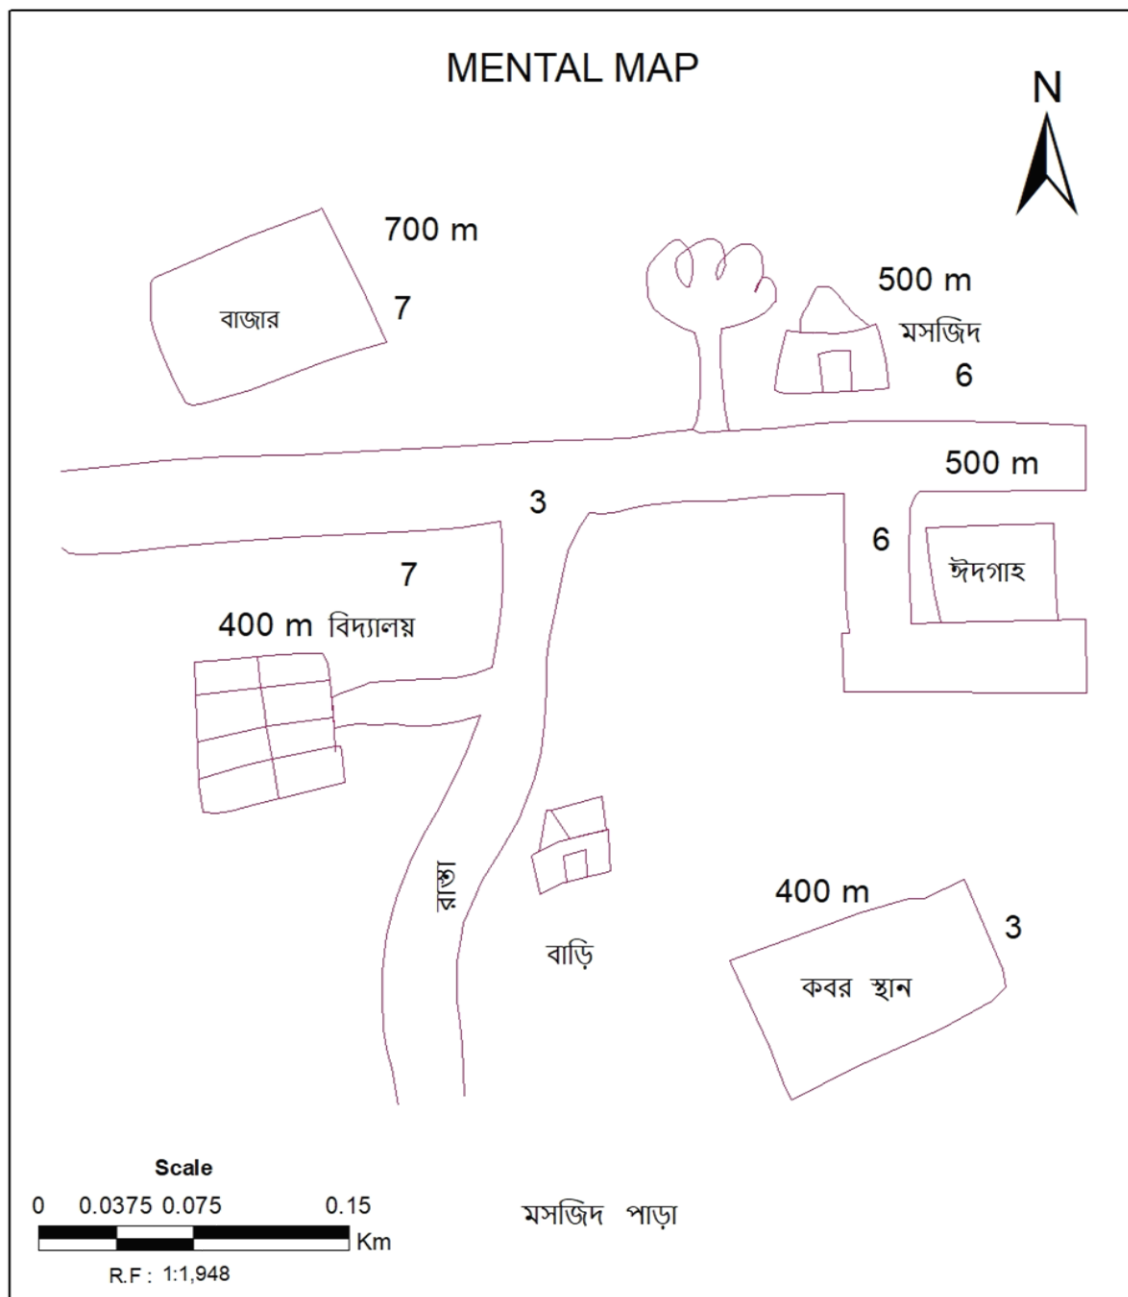 MENTAL MAP
N
700 m
বাজার
7
500 m
মসজিদ
6
500 m
3
6
ঈদগাহ
7
400 m বিদ্যালয়
রাস্তা
বাড়ি
400 m
3
কবর স্থান
Scale
0 0.0375 0.075 0.15
Km
R.F : 1:1,948
মসজিদ পাড়া